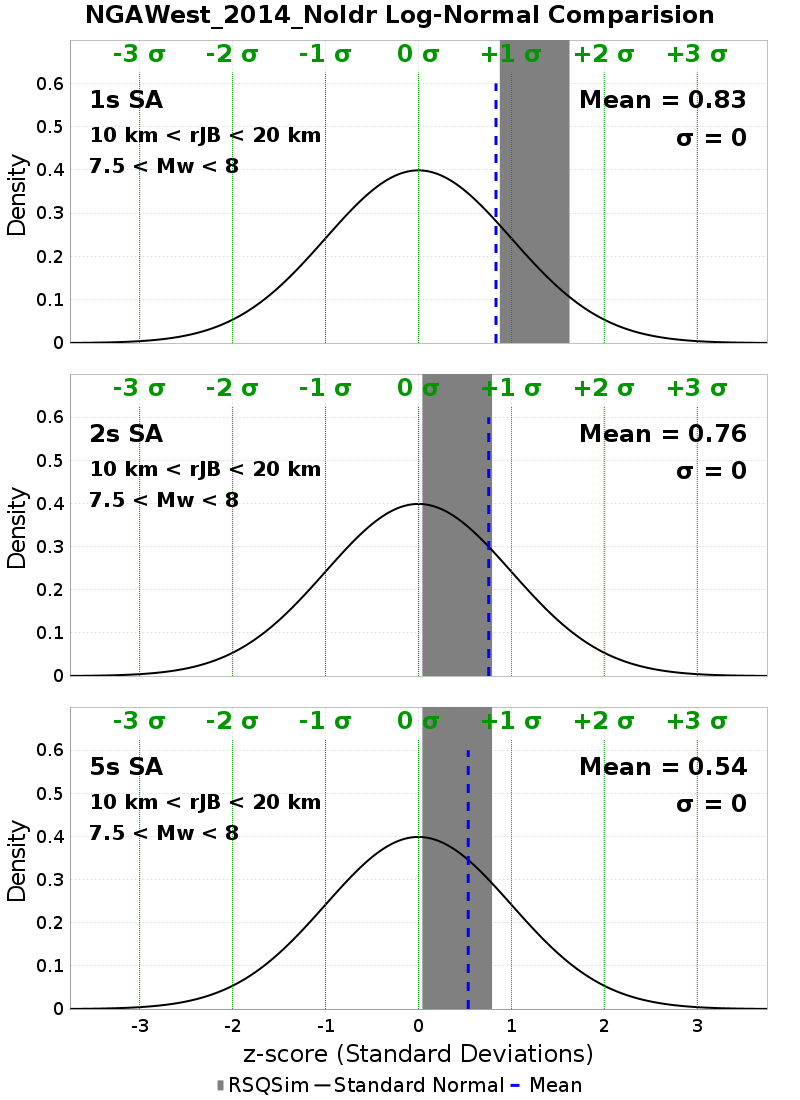 NGAWest_2014_NoIdr Log-Normal Comparision
-3 σ -2 σ -1 σ 0 σ +1 σ +2 σ +3 σ
1s SA
10 km < rJB < 20 km
7.5 < Mw < 8
Mean = 0.83
σ = 0
Density
0.6
0.5
0.4
0.3
0.2
0.1
0
-3 σ -2 σ -1 σ 0 σ +1 σ +2 σ +3 σ
2s SA
10 km < rJB < 20 km
7.5 < Mw < 8
Mean = 0.76
σ = 0
Density
0.6
0.5
0.4
0.3
0.2
0.1
0
-3 σ -2 σ -1 σ 0 σ +1 σ +2 σ +3 σ
5s SA
10 km < rJB < 20 km
7.5 < Mw < 8
Mean = 0.54
σ = 0
Density
0.6
0.5
0.4
0.3
0.2
0.1
0
-3 -2 -1 0 1 2 3
z-score (Standard Deviations)
RSQSim Standard Normal Mean